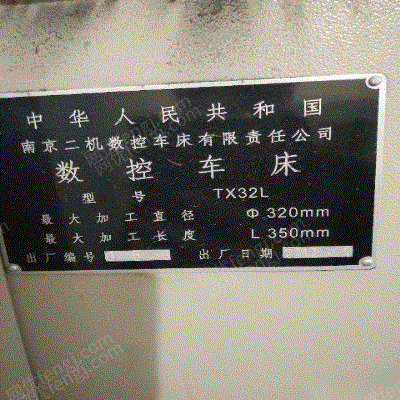 中华人民共和国
南京二机数控车床有限责任公司
数控车床
型号 TX32L
最大加工直径 Φ 320mm
最大加工长度 L 350mm
出厂编号 出厂日期